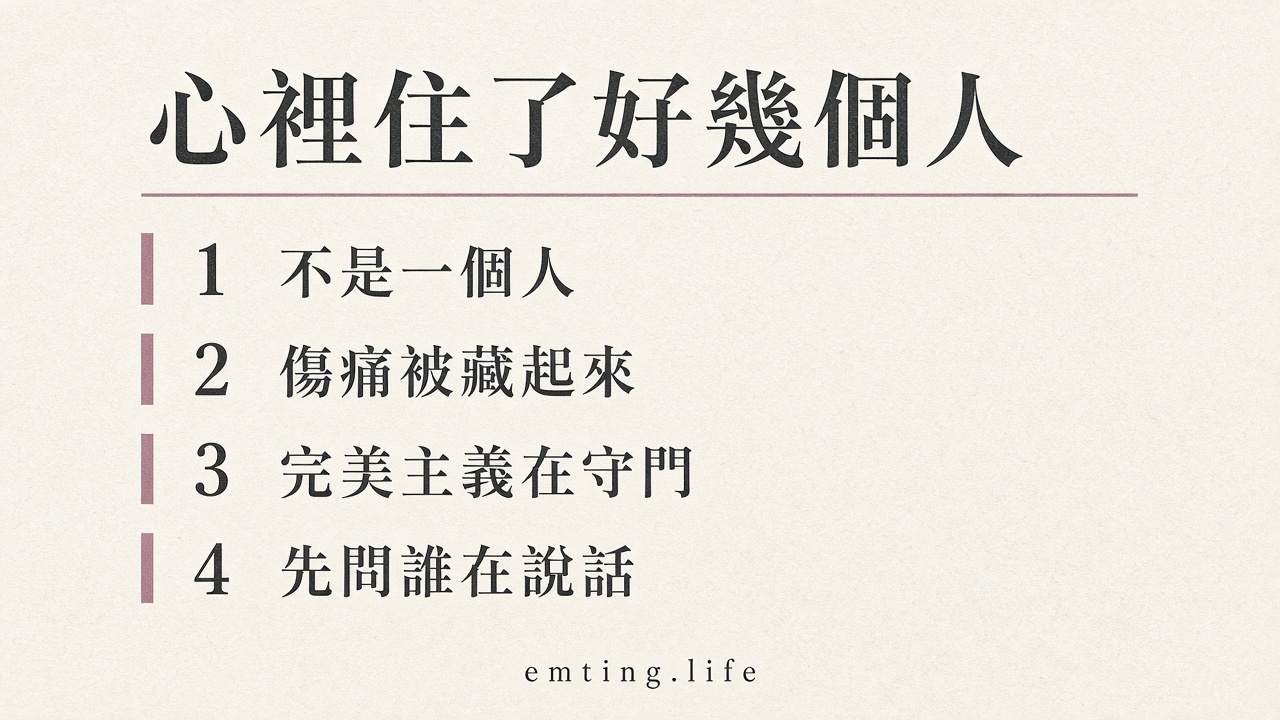 心裡住了好幾個人
1 不是一個人
2 傷痛被藏起來
3 完美主義在守門
4 先問誰在說話
emting.life